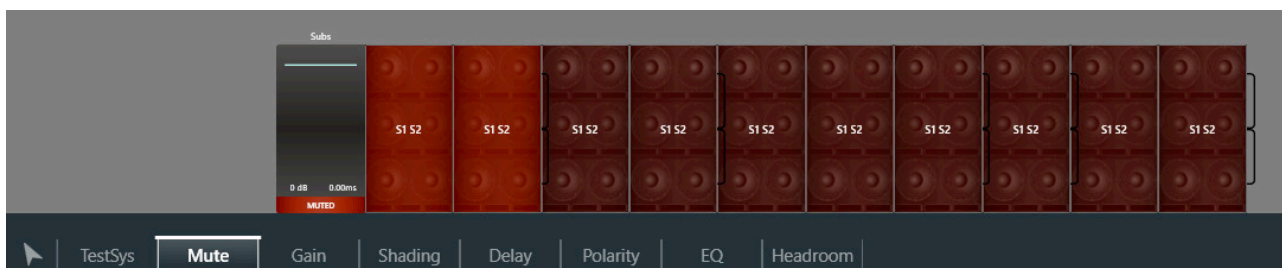 Subs
S1 S2 S1 S2 S1 S2 S1 S2 S1 S2 S1 S2 S1 S2 S1 S2 S1 S2 S1 S2
0 dB 0.00ms
MUTED
TestSys Mute Gain Shading Delay Polarity EQ Headroom